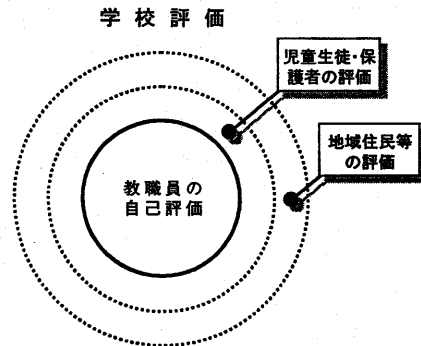 学校評価
児童生徒・保
護者の評価
地域住民等
の評価
教職員の
自己評価